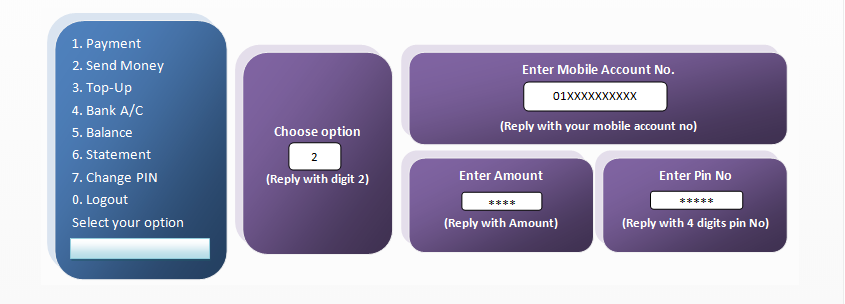 1. Payment
2. Send Money
3. Top-Up
4. Bank A/C
5. Balance
6. Statement
7. Change PIN
0. Logout
Select your option
Choose option
2
(Reply with digit 2)
Enter Mobile Account No.
01XXXXXXXXXX
(Reply with your mobile account no)
Enter Amount
****
(Reply with Amount)
Enter Pin No
*****
(Reply with 4 digits pin No)